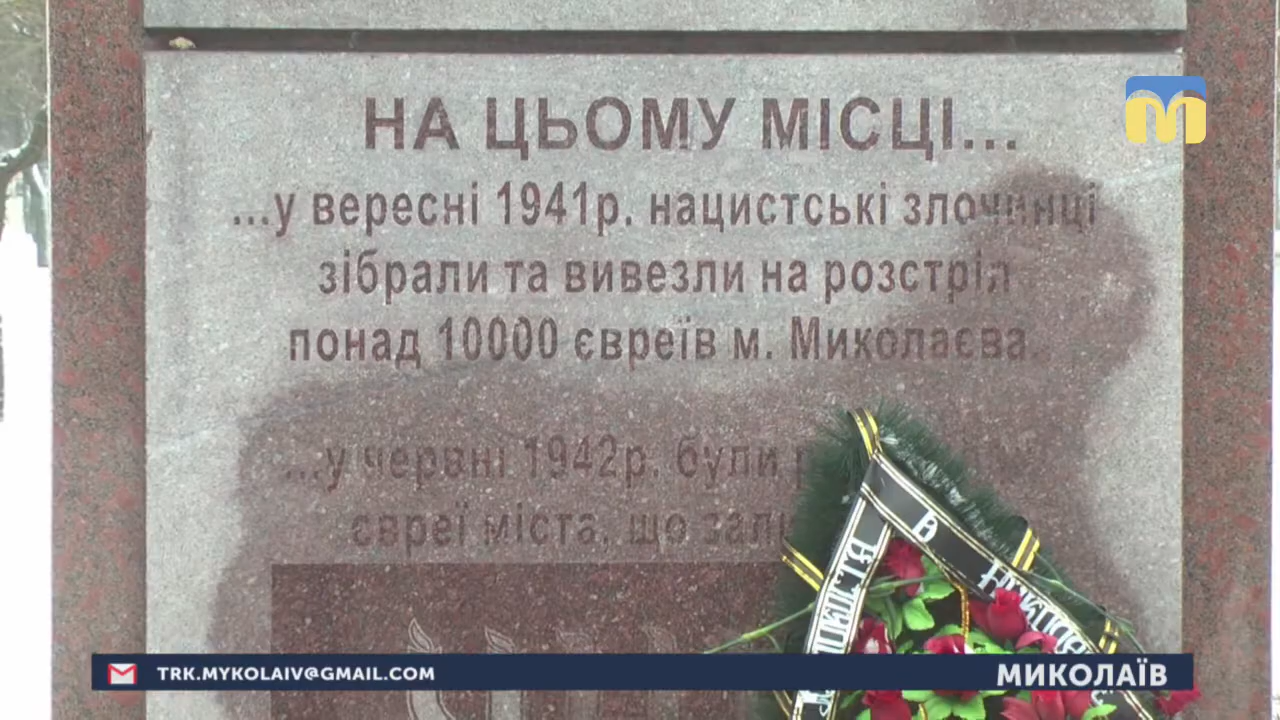 НА ЦЬОМУ МІСЦІ...
...у вересні 1941р. нацистські злочинці
зібрали та вивезли на розстріл
понад 10000 євреїв м. Миколаєва.
...у червні 1942р. були
євреї міста, що
В
TRK.MYKOLAIV@GMAIL.COM
МИКОЛАЇВ